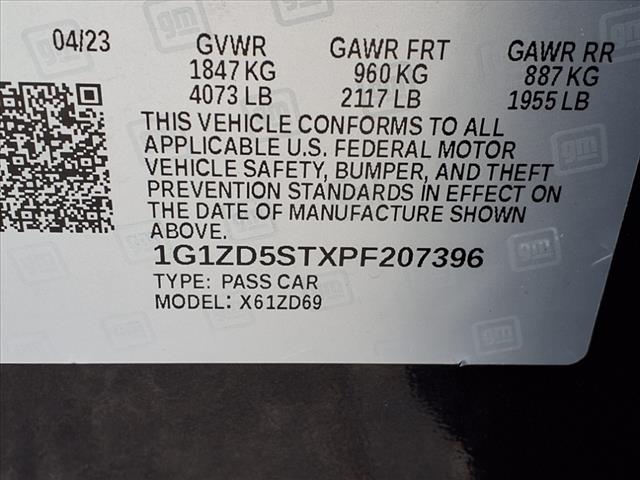 04/23 GVWR GAWR FRT GAWR RR
1847 KG 960 KG 887 KG
4073 LB 2117 LB 1955 LB
THIS VEHICLE CONFORMS TO ALL
APPLICABLE U.S. FEDERAL MOTOR
VEHICLE SAFETY, BUMPER, AND THEFT
PREVENTION STANDARDS IN EFFECT ON
THE DATE OF MANUFACTURE SHOWN
ABOVE.
1G1ZD5STXPF207396
TYPE: PASS CAR
MODEL: X61ZD69
gm